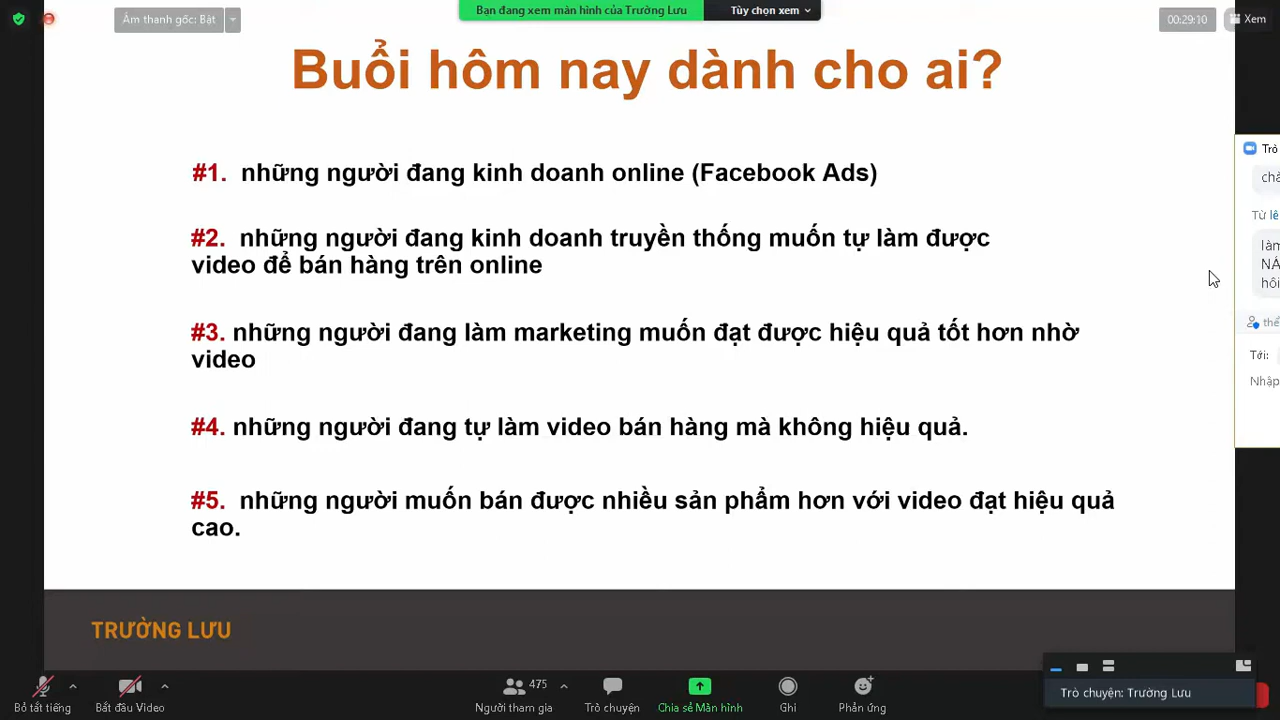 Âm thanh gốc: Bật
Bạn đang xem màn hình của Trường Lưu
Tùy chọn xem
00:29:10
Xem
Buổi hôm nay dành cho ai?
#1. những người đang kinh doanh online (Facebook Ads)
#2. những người đang kinh doanh truyền thống muốn tự làm được
video để bán hàng trên online
#3. những người đang làm marketing muốn đạt được hiệu quả tốt hơn nhờ
video
#4. những người đang tự làm video bán hàng mà không hiệu quả.
#5. những người muốn bán được nhiều sản phẩm hơn với video đạt hiệu quả
cao.
TRƯỜNG LƯU
Từ lê
Tới:
Nhập
Trò chuyện: Trường Lưu
Bỏ tắt tiếng
Bắt đầu Video
475
Người tham gia
Trò chuyện
Chia sẻ Màn hình
Ghi
Phản ứng